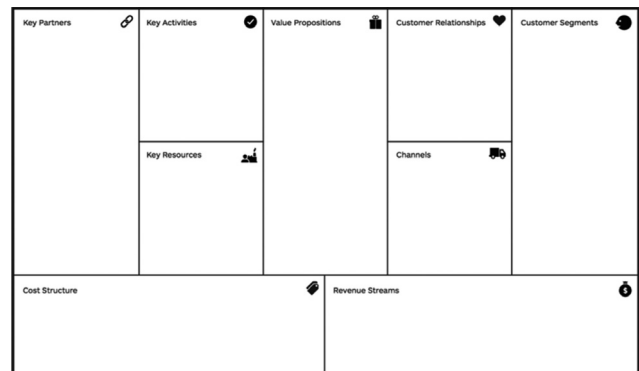 Key Partners
Key Activities
Value Propositions
Customer Relationships
Customer Segments
Key Resources
Channels
Cost Structure
Revenue Streams